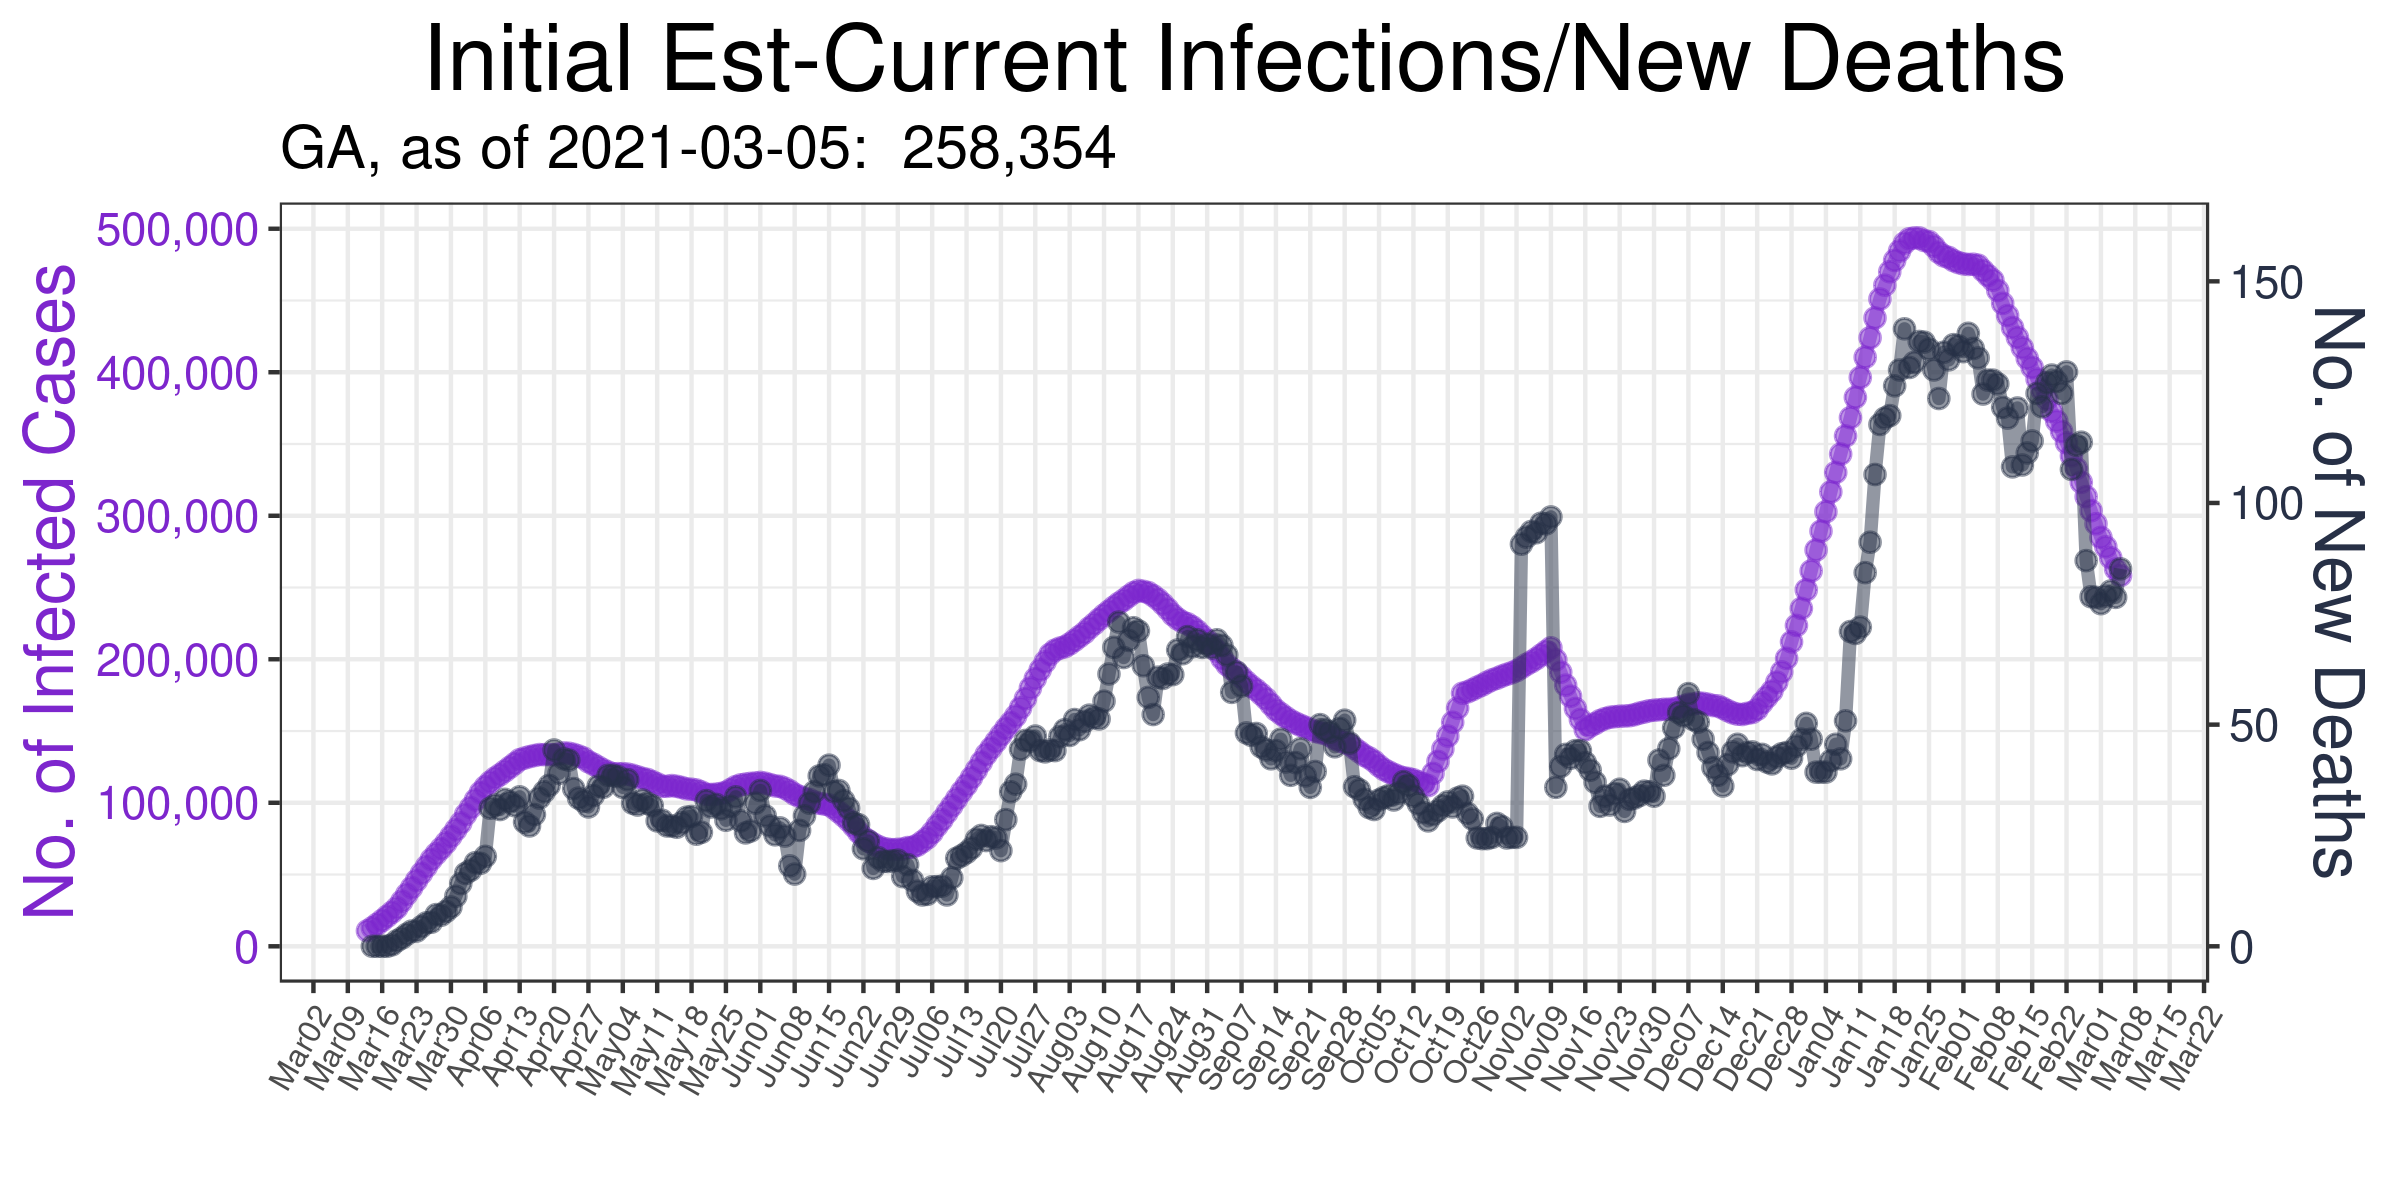 Initial Est-Current Infections/New Deaths
GA, as of 2021-03-05:  258,354
No. of Infected Cases
500,000
400,000
300,000
200,000
100,000
0
150
100
50
0
No. of New Deaths
Mar02
Mar09
Mar16
Mar23
Mar30
Apr06
Apr13
Apr20
Apr27
May04
May11
May18
May25
Jun01
Jun08
Jun15
Jun22
Jun29
Jul06
Jul13
Jul20
Jul27
Aug03
Aug10
Aug17
Aug24
Aug31
Sep07
Sep14
Sep21
Sep28
Oct05
Oct12
Oct19
Oct26
Nov02
Nov09
Nov16
Nov23
Nov30
Dec07
Dec14
Dec21
Dec28
Jan04
Jan11
Jan18
Jan25
Feb01
Feb08
Feb15
Feb22
Mar01
Mar08
Mar15
Mar22